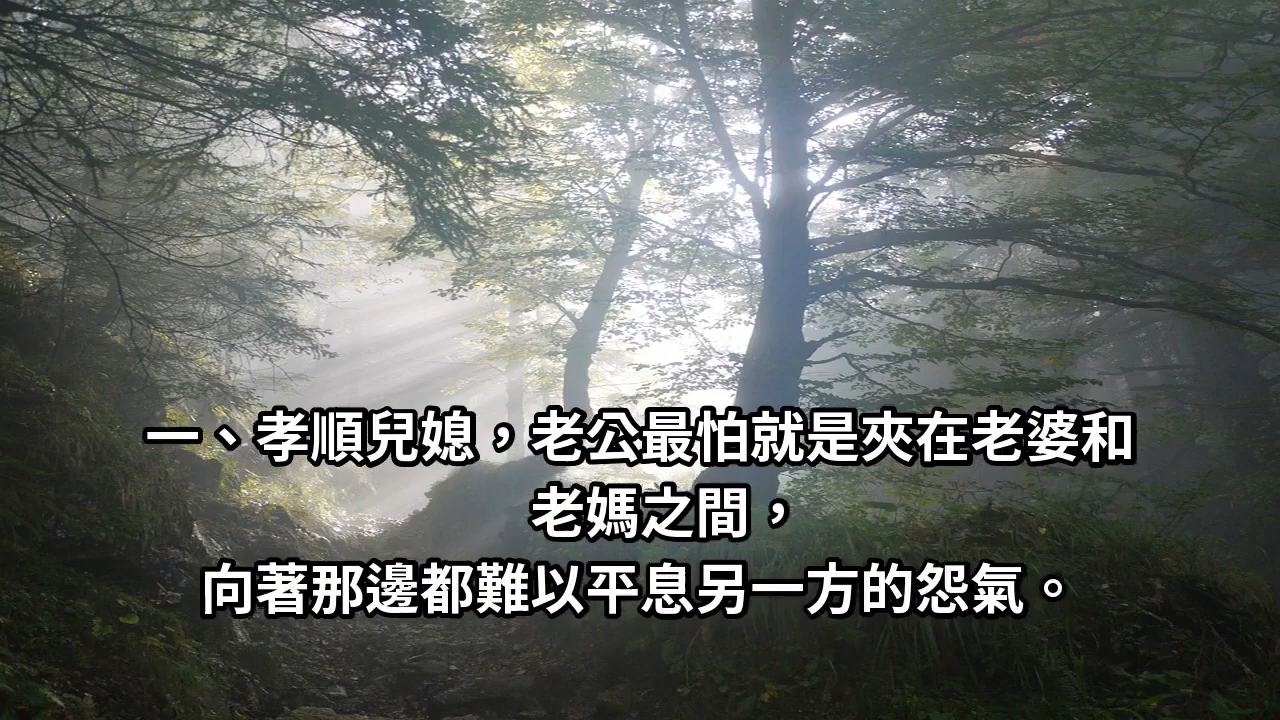 一、孝順兒媳，老公最怕就是夾在老婆和
老媽之間，
向著那邊都難以平息另一方的怨氣。